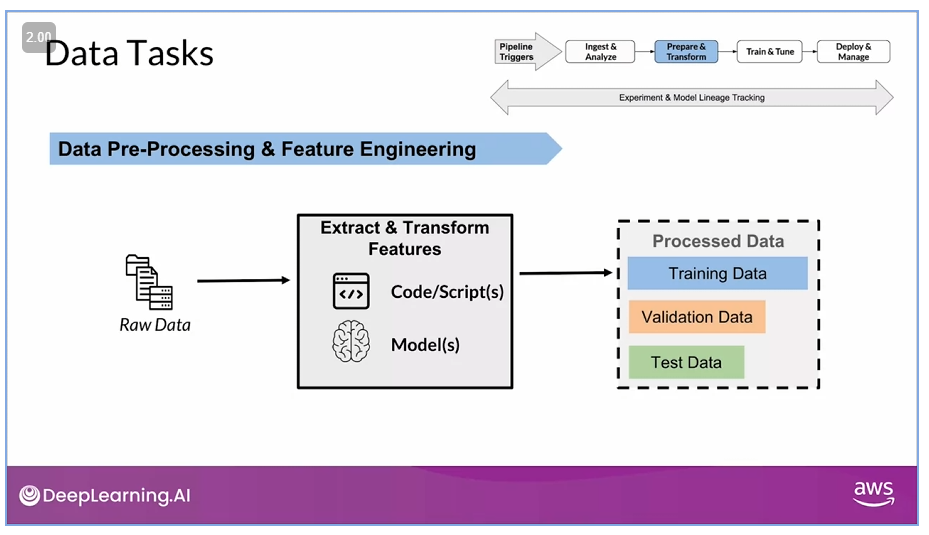 2.00
Data Tasks
Pipeline
Triggers
Ingest &
Analyze
Prepare &
Transform
Train & Tune
Deploy &
Manage
Experiment & Model Lineage Tracking
Data Pre-Processing & Feature Engineering
Raw Data
Extract & Transform
Features
</>
Code/Script(s)
Model(s)
Processed Data
Training Data
Validation Data
Test Data
DeepLearning.AI
aws